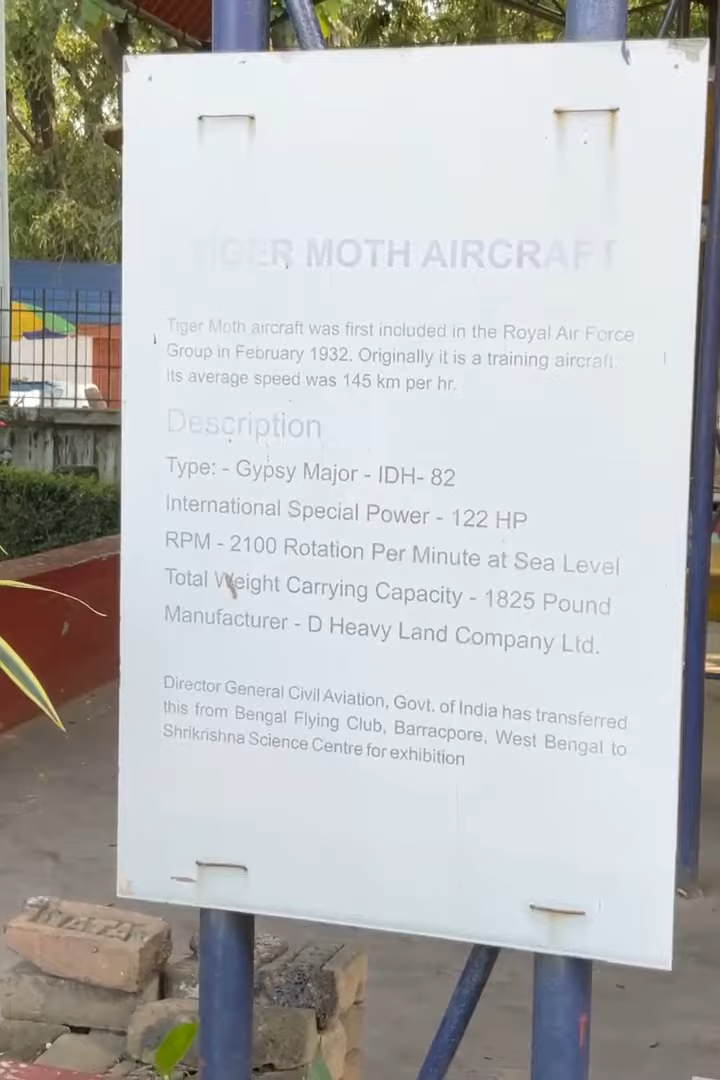 TIGER MOTH AIRCRAFT
Tiger Moth aircraft was first included in the Royal Air Force
Group in February 1932. Originally it is a training aircraft.
its average speed was 145 km per hr.
Description
Type: - Gypsy Major - IDH- 82
International Special Power - 122 HP
RPM - 2100 Rotation Per Minute at Sea Level
Total Weight Carrying Capacity - 1825 Pound
Manufacturer - D Heavy Land Company Ltd.
Director General Civil Aviation, Govt. of India has transferred
this from Bengal Flying Club, Barracpore, West Bengal to
Shrikrishna Science Centre for exhibition